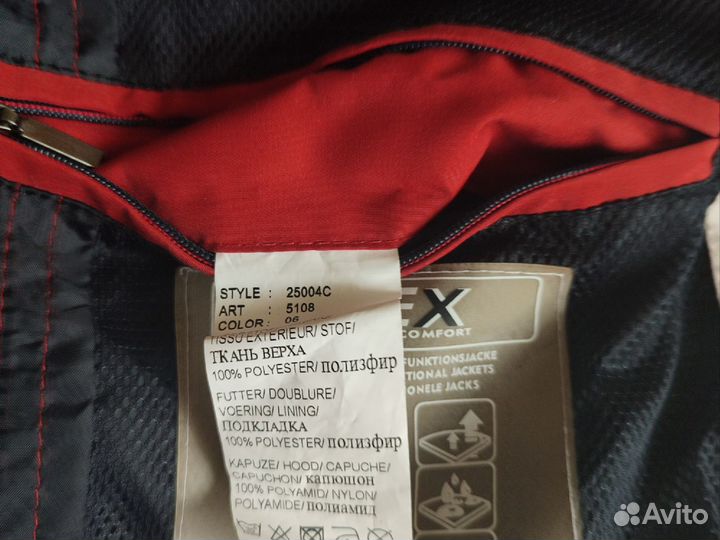 STYLE : 25004C
ART : 5108
COLOR: 06
TISSU EXTERIEUR/ STOF/
ТКАНЬ ВЕРХА
100% POLYESTER/ПОЛИЭФИР
FUTTER/ DOUBLURE/
VOERING/ LINING/
ПОДКЛАДКА
100% POLYESTER/ПОЛИЭФИР
KAPUZE/ HOOD/ CAPUCHE/
CAPUCHON/ КАПЮШОН
100% POLYAMID/ NYLON/
POLYAMIDE/ ПОЛИАМИД
EX
COMFORT
FUNKTIONSJACKE
TIONAL JACKETS
IONELE JACKS
Avito